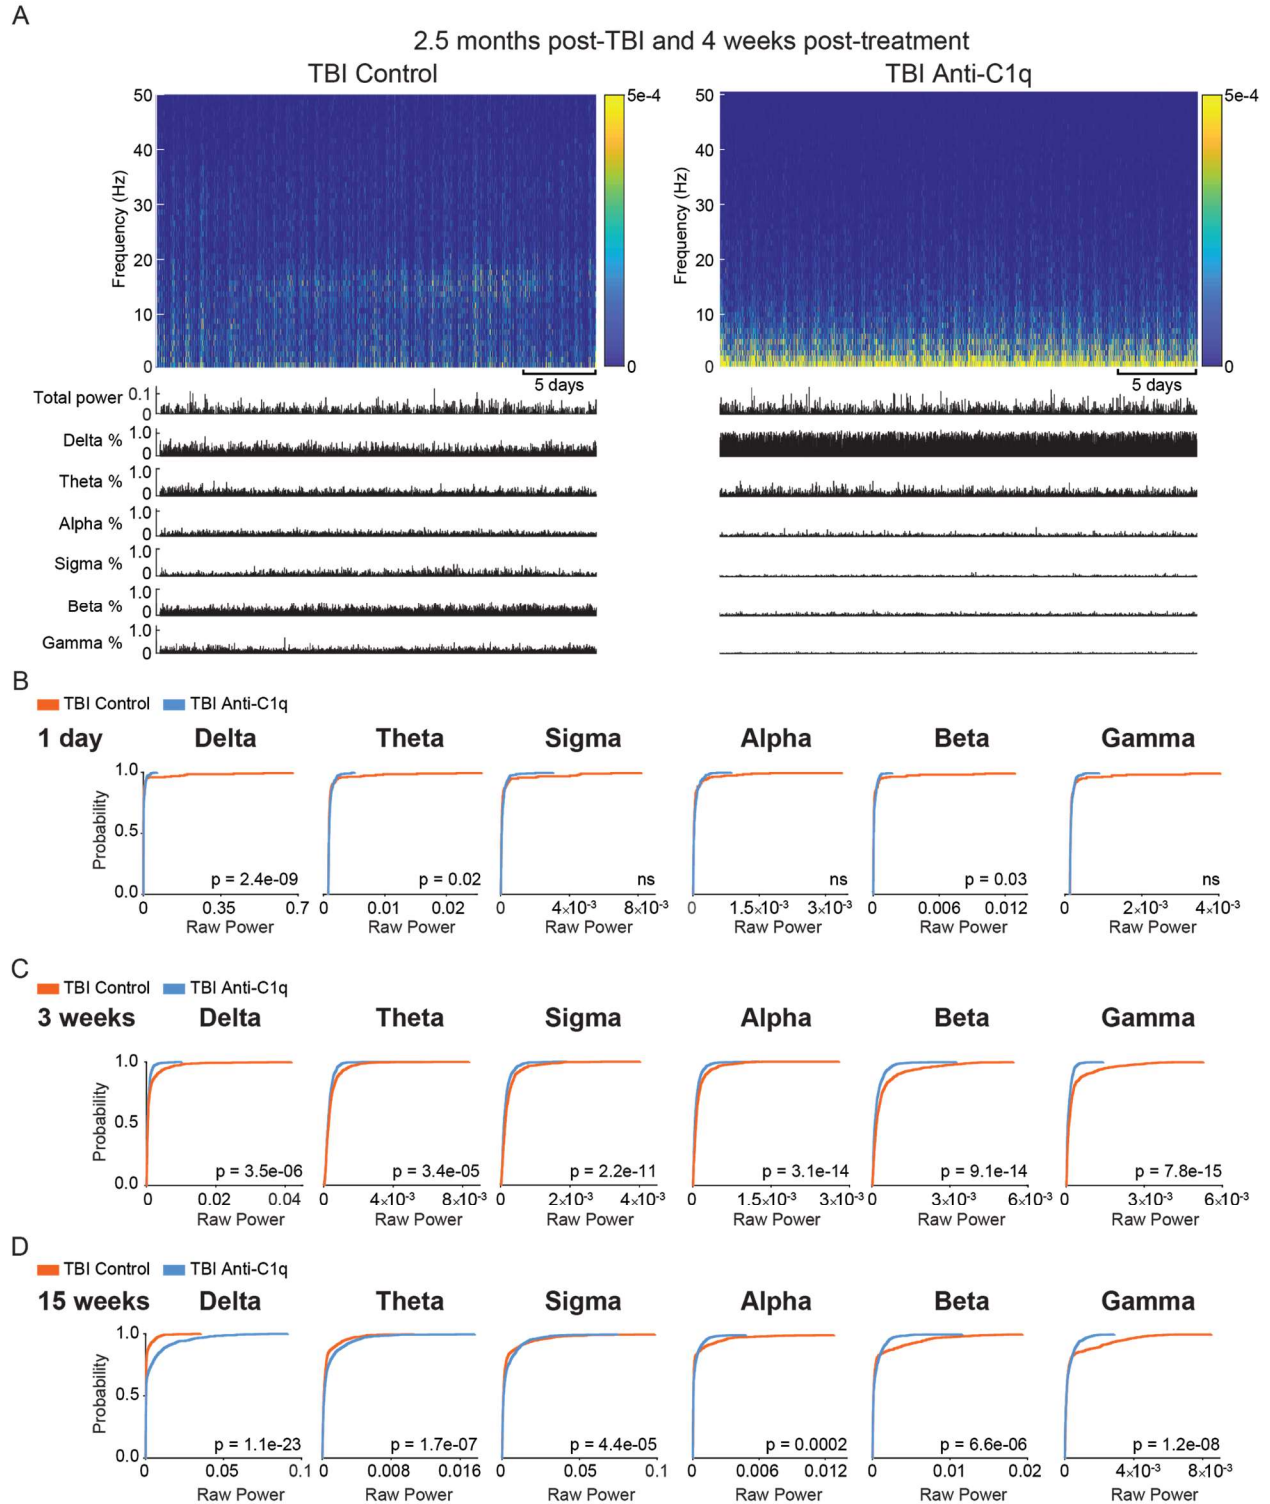 A
2.5 months post-TBI and 4 weeks post-treatment
TBI Control
TBI Anti-C1q
50
40
30
20
10
0
Frequency (Hz)
5e-4
0
5 days
50
40
30
20
10
0
Frequency (Hz)
5e-4
0
5 days
Total power 0.1
0
Delta % 1.0
0
Theta % 1.0
0
Alpha % 1.0
0
Sigma % 1.0
0
Beta % 1.0
0
Gamma % 1.0
0
B
TBI Control TBI Anti-C1q
1 day Delta Theta Sigma Alpha Beta Gamma
1.0
0.5
0.0
Probability
p = 2.4e-09 p = 0.02 ns ns p = 0.03 ns
0 0.35 0.7 0 0.01 0.02 0 4×10⁻³ 8×10⁻³ 0 1.5×10⁻³ 3×10⁻³ 0 0.006 0.012 0 2×10⁻³ 4×10⁻³
Raw Power Raw Power Raw Power Raw Power Raw Power Raw Power
C
TBI Control TBI Anti-C1q
3 weeks Delta Theta Sigma Alpha Beta Gamma
1.0
0.5
0.0
Probability
p = 3.5e-06 p = 3.4e-05 p = 2.2e-11 p = 3.1e-14 p = 9.1e-14 p = 7.8e-15
0 0.02 0.04 0 4×10⁻³ 8×10⁻³ 0 2×10⁻³ 4×10⁻³ 0 1.5×10⁻³ 3×10⁻³ 0 3×10⁻³ 6×10⁻³ 0 3×10⁻³ 6×10⁻³
Raw Power Raw Power Raw Power Raw Power Raw Power Raw Power
D
TBI Control TBI Anti-C1q
15 weeks Delta Theta Sigma Alpha Beta Gamma
1.0
0.5
0.0
Probability
p = 1.1e-23 p = 1.7e-07 p = 4.4e-05 p = 0.0002 p = 6.6e-06 p = 1.2e-08
0 0.05 0.1 0 0.008 0.016 0 0.05 0.1 0 0.006 0.012 0 0.01 0.02 0 4×10⁻³ 8×10⁻³
Raw Power Raw Power Raw Power Raw Power Raw Power Raw Power